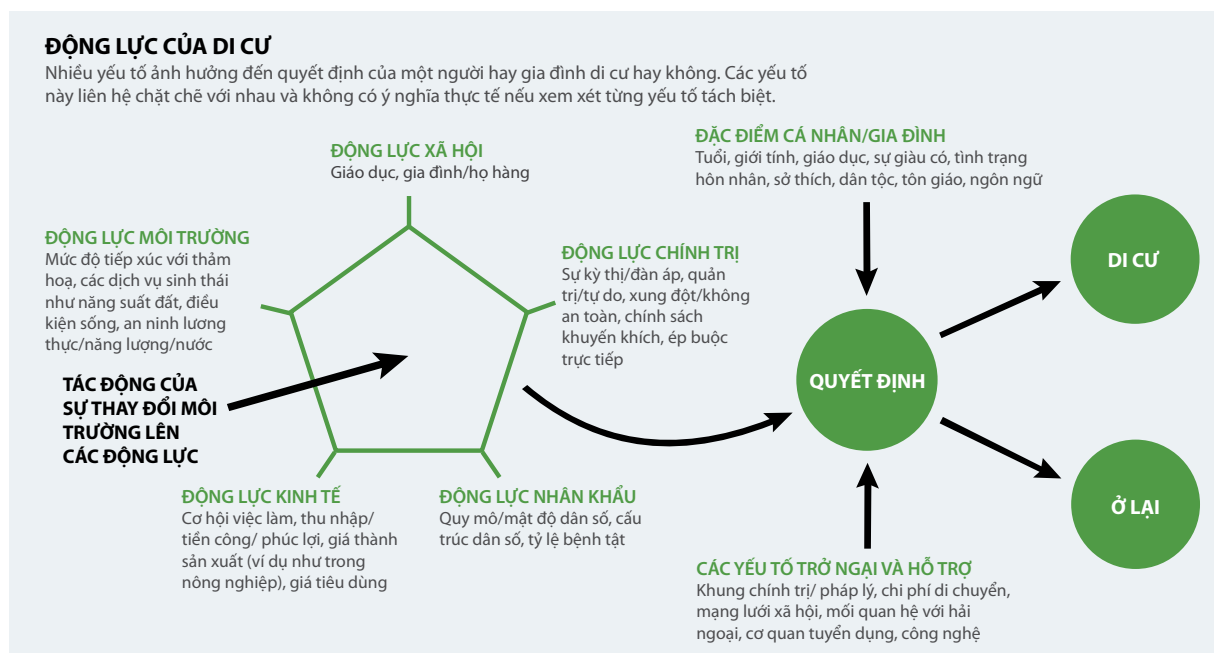 ĐỘNG LỰC CỦA DI CƯ
Nhiều yếu tố ảnh hưởng đến quyết định của một người hay gia đình di cư hay không. Các yếu tố
này liên hệ chặt chẽ với nhau và không có ý nghĩa thực tế nếu xem xét từng yếu tố tách biệt.
ĐỘNG LỰC XÃ HỘI
Giáo dục, gia đình/họ hàng
ĐỘNG LỰC MÔI TRƯỜNG
Mức độ tiếp xúc với thảm
hoạ, các dịch vụ sinh thái
như năng suất đất, điều
kiện sống, an ninh lương
thực/năng lượng/nước
ĐỘNG LỰC CHÍNH TRỊ
Sự kỳ thị/đàn áp, quản
trị/tự do, xung đột/không
an toàn, chính sách
khuyến khích, ép buộc
trực tiếp
TÁC ĐỘNG CỦA
SỰ THAY ĐỔI MÔI
TRƯỜNG LÊN
CÁC ĐỘNG LỰC
ĐỘNG LỰC KINH TẾ
Cơ hội việc làm, thu nhập/
tiền công/ phúc lợi, giá thành
sản xuất (ví dụ như trong
nông nghiệp), giá tiêu dùng
ĐỘNG LỰC NHÂN KHẨU
Quy mô/mật độ dân số, cấu
trúc dân số, tỷ lệ bệnh tật
ĐẶC ĐIỂM CÁ NHÂN/GIA ĐÌNH
Tuổi, giới tính, giáo dục, sự giàu có, tình trạng
hôn nhân, sở thích, dân tộc, tôn giáo, ngôn ngữ
QUYẾT ĐỊNH
DI CƯ
Ở LẠI
CÁC YẾU TỐ TRỞ NGẠI VÀ HỖ TRỢ
Khung chính trị/ pháp lý, chi phí di chuyển,
mạng lưới xã hội, mối quan hệ với hải
ngoại, cơ quan tuyển dụng, công nghệ